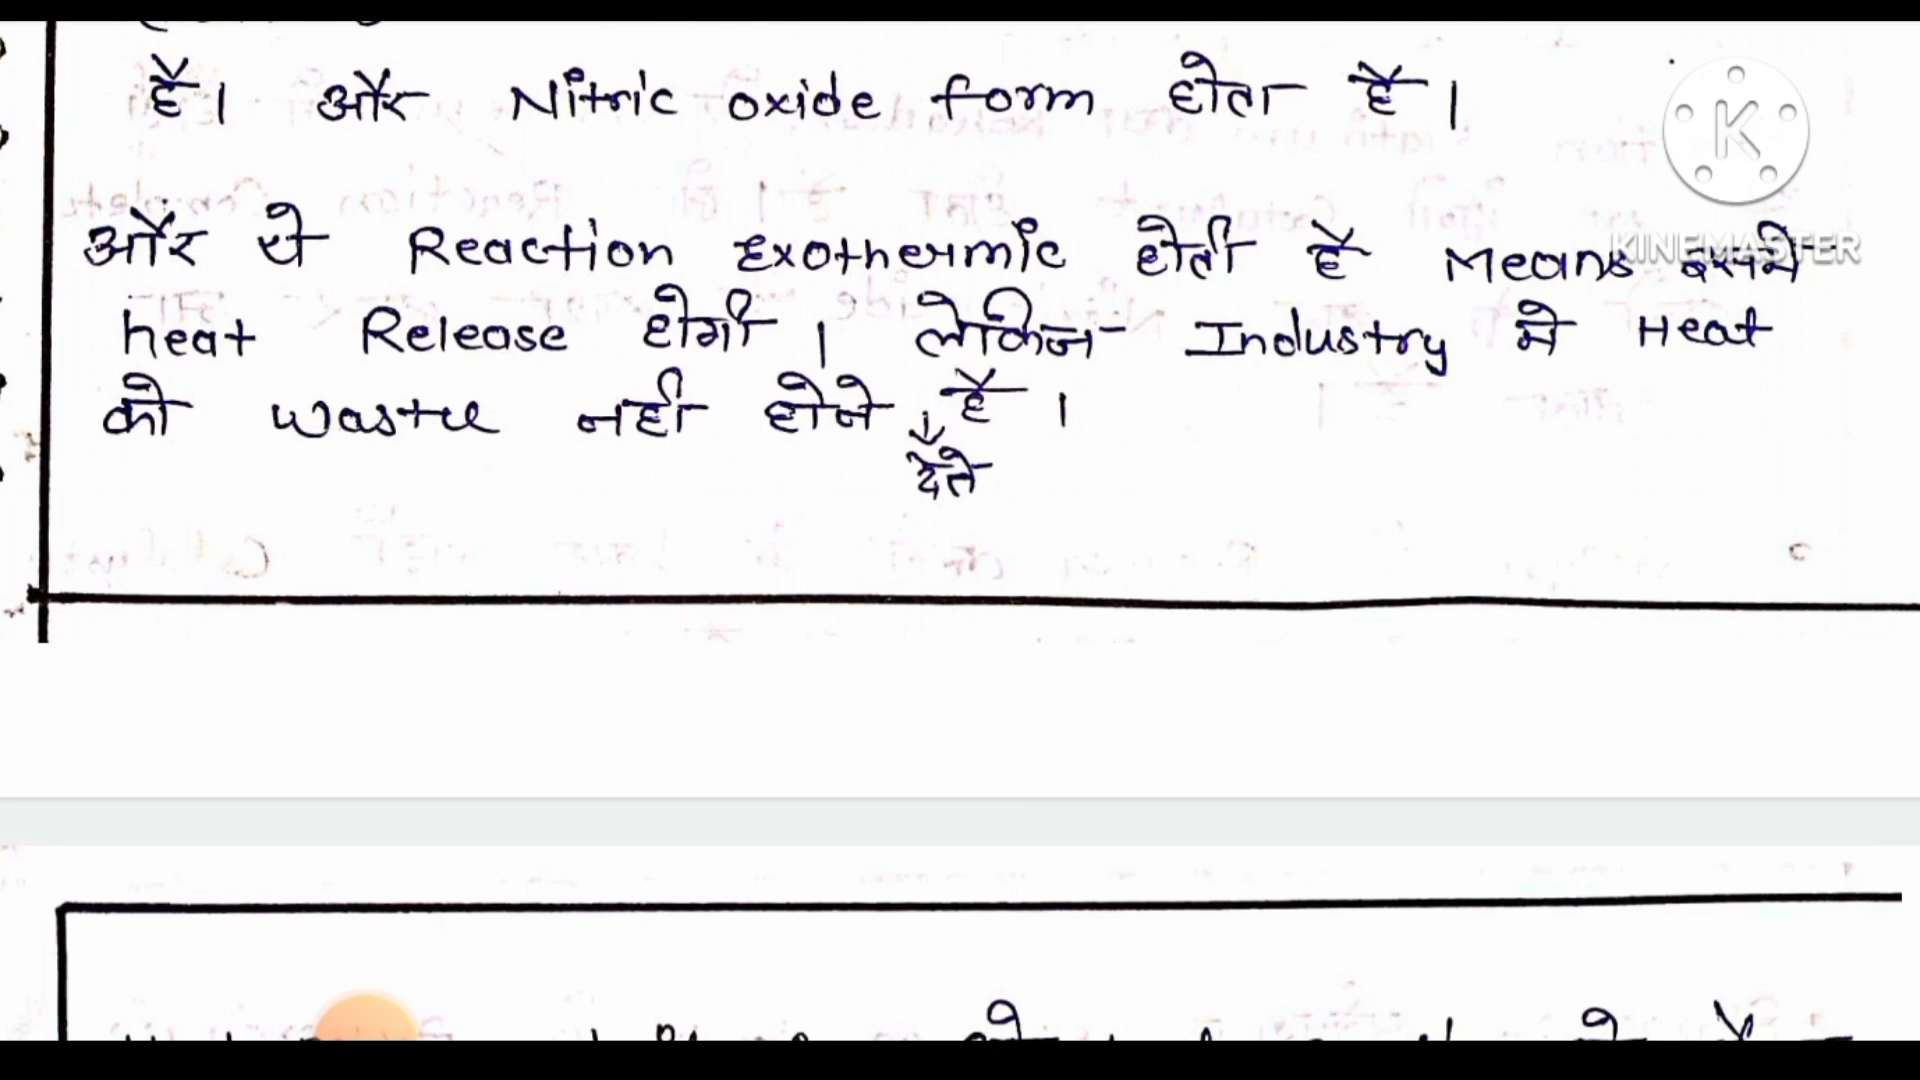 है। और Nitric oxide form होता है।
K
और ये Reaction Exothermic होती है Means इसमे
KINEMASTER
heat Release होगी। लेकिन Industry मे Heat
को waste नही होने है।
देते